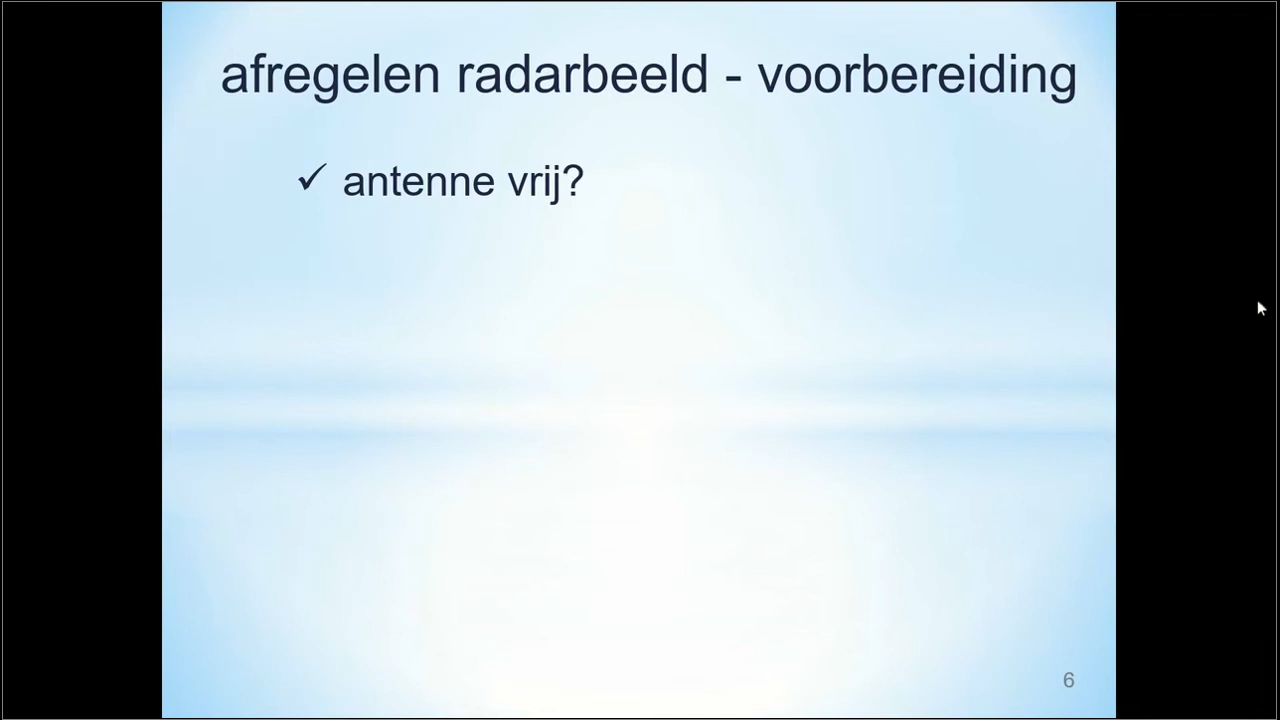 afregelen radarbeeld - voorbereiding
✓ antenne vrij?
6